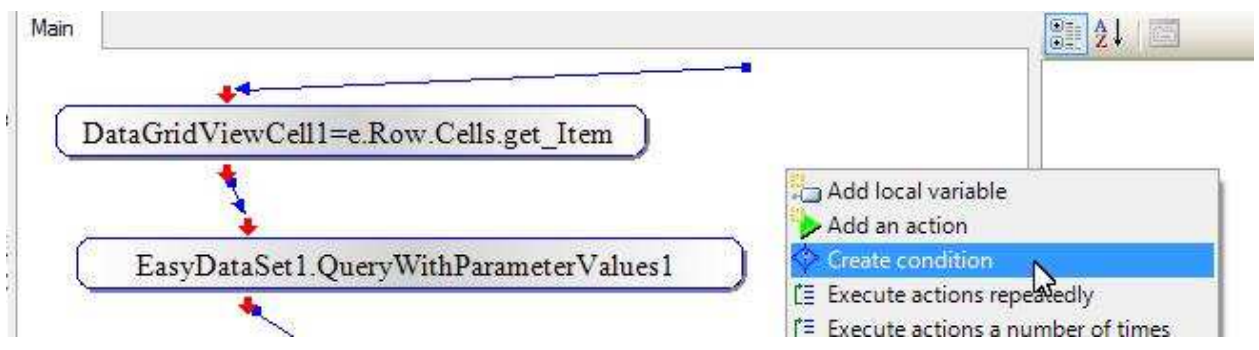 Main
DataGridViewCell1=e.Row.Cells.get_Item
EasyDataSet1.QueryWithParameterValues1
Add local variable
Add an action
Create condition
Execute actions repeatedly
Execute actions a number of times